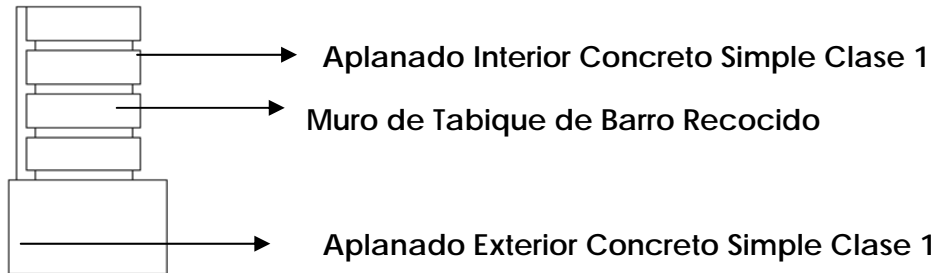 Aplanado Interior Concreto Simple Clase 1
Muro de Tabique de Barro Recocido
Aplanado Exterior Concreto Simple Clase 1